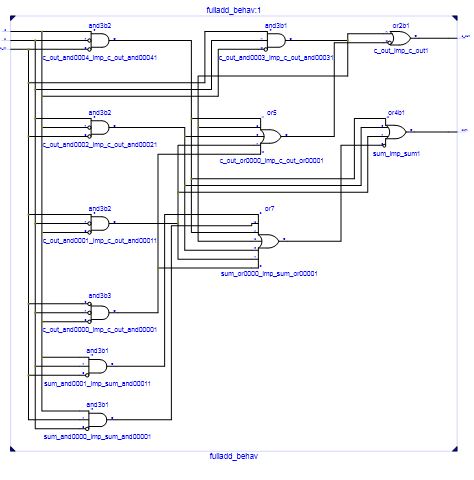 fulladd_behav:1
and3b2
c_out_and0004_imp_c_out_and00041
and3b1
c_out_and0003_imp_c_out_and00031
or2b1
c_out_imp_c_out1
and3b2
c_out_and0002_imp_c_out_and00021
or5
c_out_or0000_imp_c_out_or00001
or4b1
sum_imp_sum1
and3b2
c_out_and0001_imp_c_out_and00011
or7
sum_or0000_imp_sum_or00001
and3b3
c_out_and0000_imp_c_out_and00001
and3b1
sum_and0001_imp_sum_and00011
and3b1
sum_and0000_imp_sum_and00001
fulladd_behav